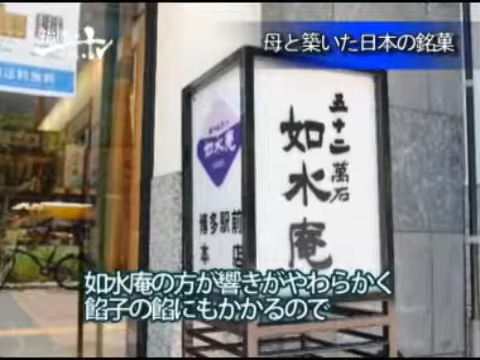 母と築いた日本の銘菓
五十二萬石
如水庵
如水庵
博多駅前
本店
如水庵の方が響きがやわらかく
餡子の餡にもかかるので